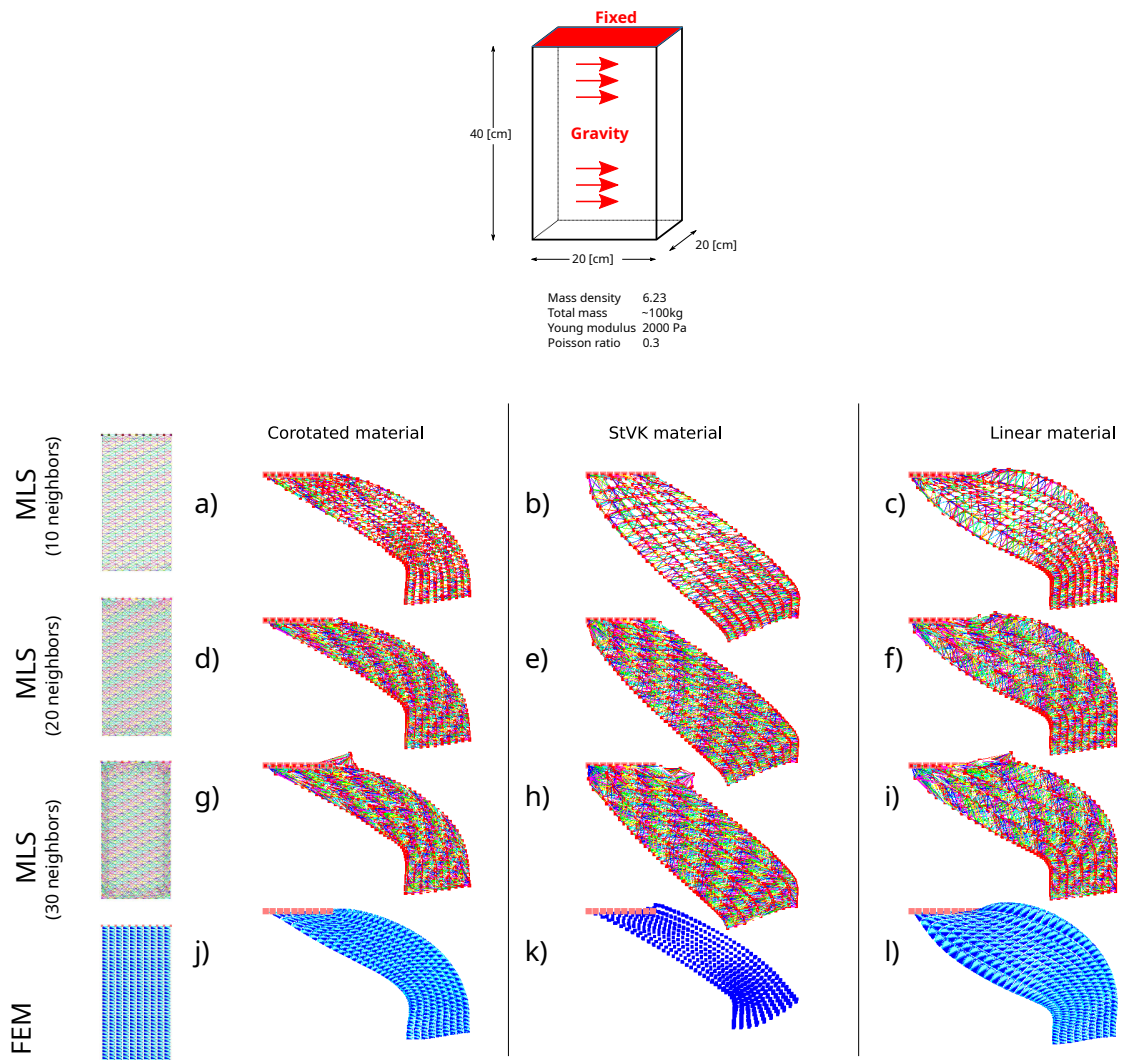 Fixed
40 [cm]
Gravity
20 [cm]
20 [cm]
Mass density 6.23
Total mass ~100kg
Young modulus 2000 Pa
Poisson ratio 0.3
Corotated material
StVK material
Linear material
MLS
(10 neighbors)
a)
b)
c)
MLS
(20 neighbors)
d)
e)
f)
MLS
(30 neighbors)
g)
h)
i)
FEM
j)
k)
l)